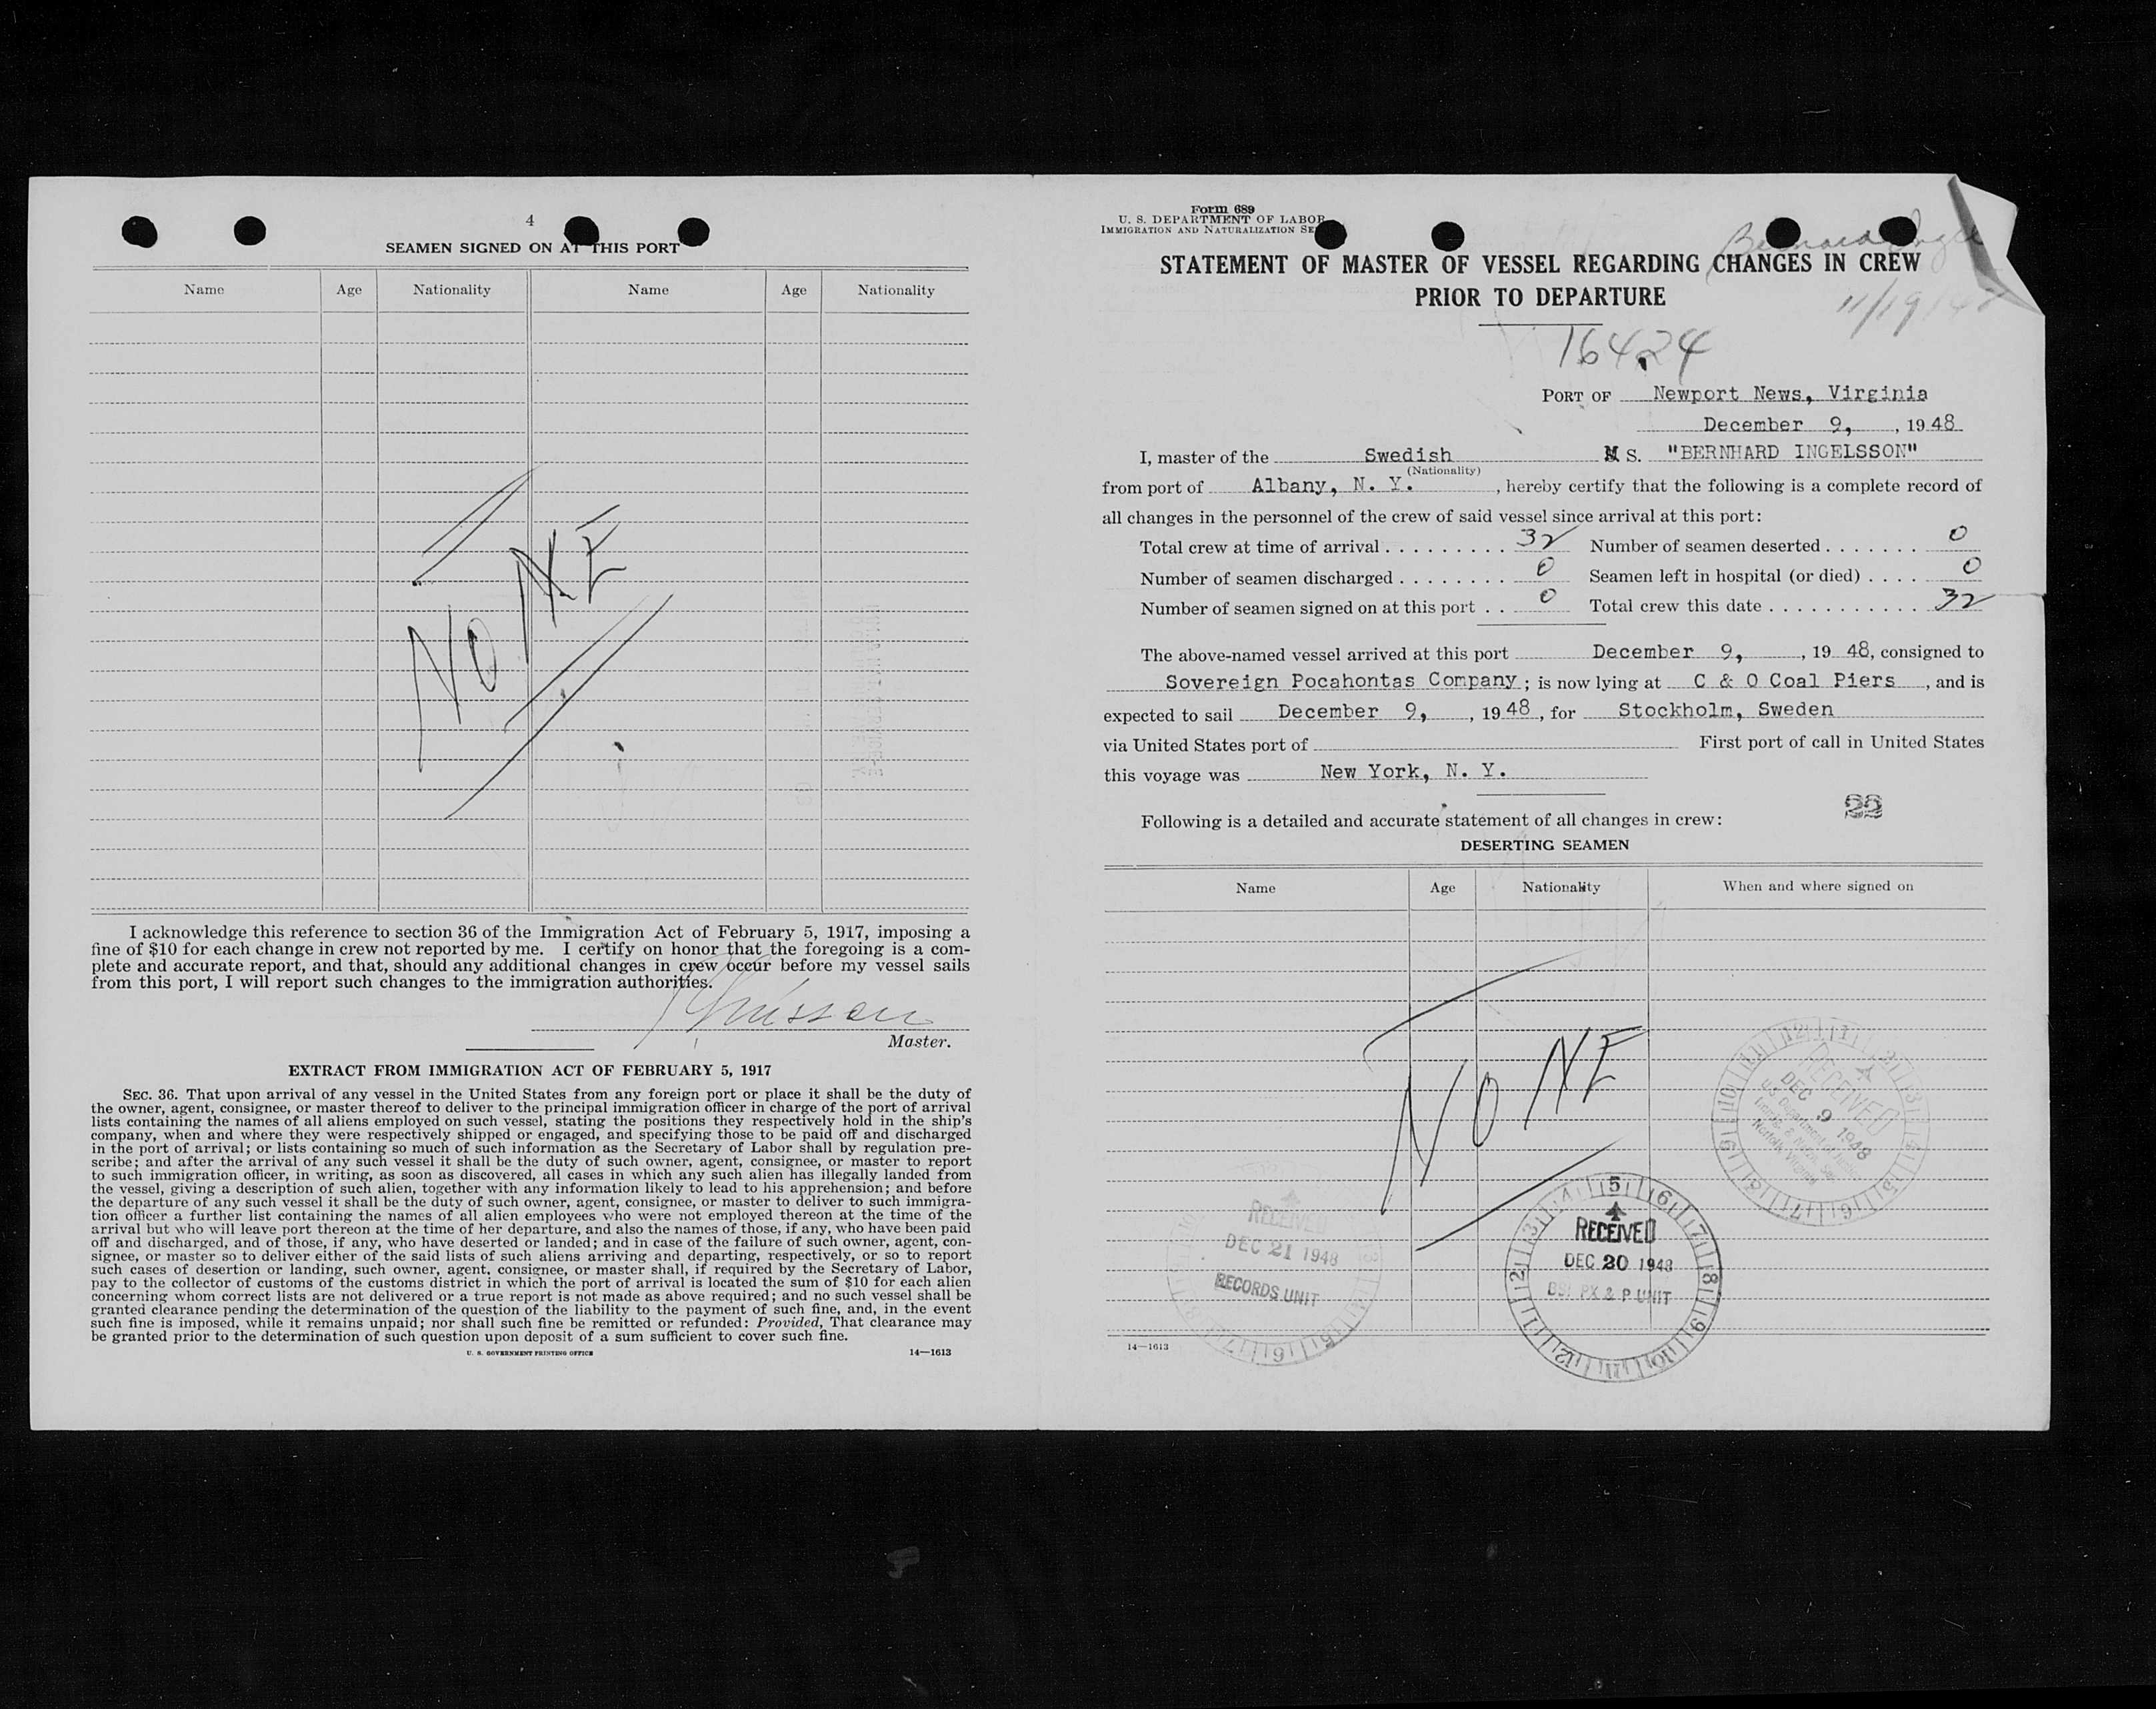 4
SEAMEN SIGNED ON AT THIS PORT
Name Age Nationality Name Age Nationality
NONE
I acknowledge this reference to section 36 of the Immigration Act of February 5, 1917, imposing a
fine of $10 for each change in crew not reported by me. I certify on honor that the foregoing is a com-
plete and accurate report, and that, should any additional changes in crew occur before my vessel sails
from this port, I will report such changes to the immigration authorities.
Master.
EXTRACT FROM IMMIGRATION ACT OF FEBRUARY 5, 1917
SEC. 36. That upon arrival of any vessel in the United States from any foreign port or place it shall be the duty of
the owner, agent, consignee, or master thereof to deliver to the principal immigration officer in charge of the port of arrival
lists containing the names of all aliens employed on such vessel, stating the positions they respectively hold in the ship's
company, when and where they were respectively shipped or engaged, and specifying those to be paid off and discharged
in the port of arrival; or lists containing so much of such information as the Secretary of Labor shall by regulation pre-
scribe; and after the arrival of any such vessel it shall be the duty of such owner, agent, consignee, or master to report
to such immigration officer, in writing, as soon as discovered, all cases in which any such alien has illegally landed from
the vessel, giving a description of such alien, together with any information likely to lead to his apprehension; and before
the departure of any such vessel it shall be the duty of such owner, agent, consignee, or master to deliver to such immigra-
tion officer a further list containing the names of all alien employees who were not employed thereon at the time of the
arrival but who will leave port thereon at the time of her departure, and also the names of those, if any, who have been paid
off and discharged, and of those, if any, who have deserted or landed; and in case of the failure of such owner, agent, con-
signee, or master so to deliver either of the said lists of such aliens arriving and departing, respectively, or so to report
such cases of desertion or landing, such owner, agent, consignee, or master shall, if required by the Secretary of Labor,
pay to the collector of customs of the customs district in which the port of arrival is located the sum of $10 for each alien
concerning whom correct lists are not delivered or a true report is not made as above required; and no such vessel shall be
granted clearance pending the determination of the question of the liability to the payment of such fine, and, in the event
such fine is imposed, while it remains unpaid; nor shall such fine be remitted or refunded: Provided, That clearance may
be granted prior to the determination of such question upon deposit of a sum sufficient to cover such fine.
U. S. GOVERNMENT PRINTING OFFICE 14—1613
Form 689
U. S. DEPARTMENT OF LABOR
IMMIGRATION AND NATURALIZATION SE
STATEMENT OF MASTER OF VESSEL REGARDING CHANGES IN CREW
PRIOR TO DEPARTURE
11/19/48
16424
PORT OF Newport News, Virginia
December 9, , 1948
I, master of the Swedish M S. "BERNHARD INGELSSON"
(Nationality)
from port of Albany, N. Y. , hereby certify that the following is a complete record of
all changes in the personnel of the crew of said vessel since arrival at this port:
Total crew at time of arrival . . . . . . . . . 32 Number of seamen deserted . . . . . . . 0
Number of seamen discharged . . . . . . . . 0 Seamen left in hospital (or died) . . . . 0
Number of seamen signed on at this port . . 0 Total crew this date . . . . . . . . . . . . 32
The above-named vessel arrived at this port December 9, , 19 48, consigned to
Sovereign Pocahontas Company ; is now lying at C & O Coal Piers , and is
expected to sail December 9, , 19 48 , for Stockholm, Sweden
via United States port of First port of call in United States
this voyage was New York, N. Y.
22
Following is a detailed and accurate statement of all changes in crew:
DESERTING SEAMEN
Name Age Nationality When and where signed on
NONE
RECEIVED
DEC 9 1948
U.S. Department of Justice
Immig. & Natz. Ser.
Norfolk, Virginia
RECEIVED
DEC 21 1948
RECORDS UNIT
RECEIVED
DEC 20 1948
BSI PX & P UNIT
14—1613